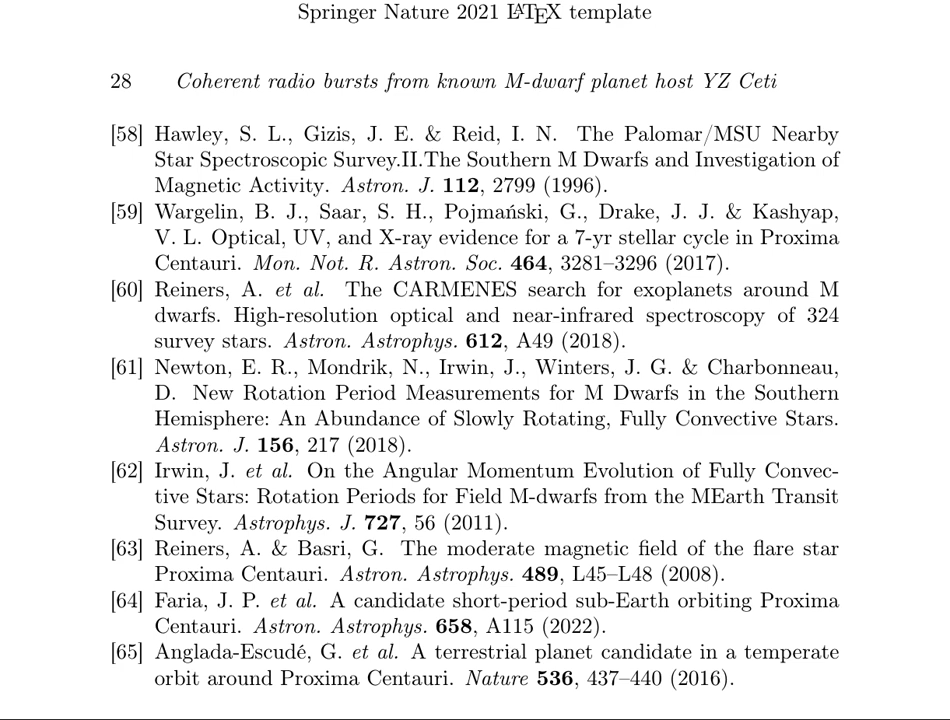 Springer Nature 2021 LATEX template
28 Coherent radio bursts from known M-dwarf planet host YZ Ceti
[58] Hawley, S. L., Gizis, J. E. & Reid, I. N. The Palomar/MSU Nearby
Star Spectroscopic Survey.II.The Southern M Dwarfs and Investigation of
Magnetic Activity. Astron. J. 112, 2799 (1996).
[59] Wargelin, B. J., Saar, S. H., Pojmański, G., Drake, J. J. & Kashyap,
V. L. Optical, UV, and X-ray evidence for a 7-yr stellar cycle in Proxima
Centauri. Mon. Not. R. Astron. Soc. 464, 3281–3296 (2017).
[60] Reiners, A. et al. The CARMENES search for exoplanets around M
dwarfs. High-resolution optical and near-infrared spectroscopy of 324
survey stars. Astron. Astrophys. 612, A49 (2018).
[61] Newton, E. R., Mondrik, N., Irwin, J., Winters, J. G. & Charbonneau,
D. New Rotation Period Measurements for M Dwarfs in the Southern
Hemisphere: An Abundance of Slowly Rotating, Fully Convective Stars.
Astron. J. 156, 217 (2018).
[62] Irwin, J. et al. On the Angular Momentum Evolution of Fully Convec-
tive Stars: Rotation Periods for Field M-dwarfs from the MEarth Transit
Survey. Astrophys. J. 727, 56 (2011).
[63] Reiners, A. & Basri, G. The moderate magnetic field of the flare star
Proxima Centauri. Astron. Astrophys. 489, L45–L48 (2008).
[64] Faria, J. P. et al. A candidate short-period sub-Earth orbiting Proxima
Centauri. Astron. Astrophys. 658, A115 (2022).
[65] Anglada-Escudé, G. et al. A terrestrial planet candidate in a temperate
orbit around Proxima Centauri. Nature 536, 437–440 (2016).